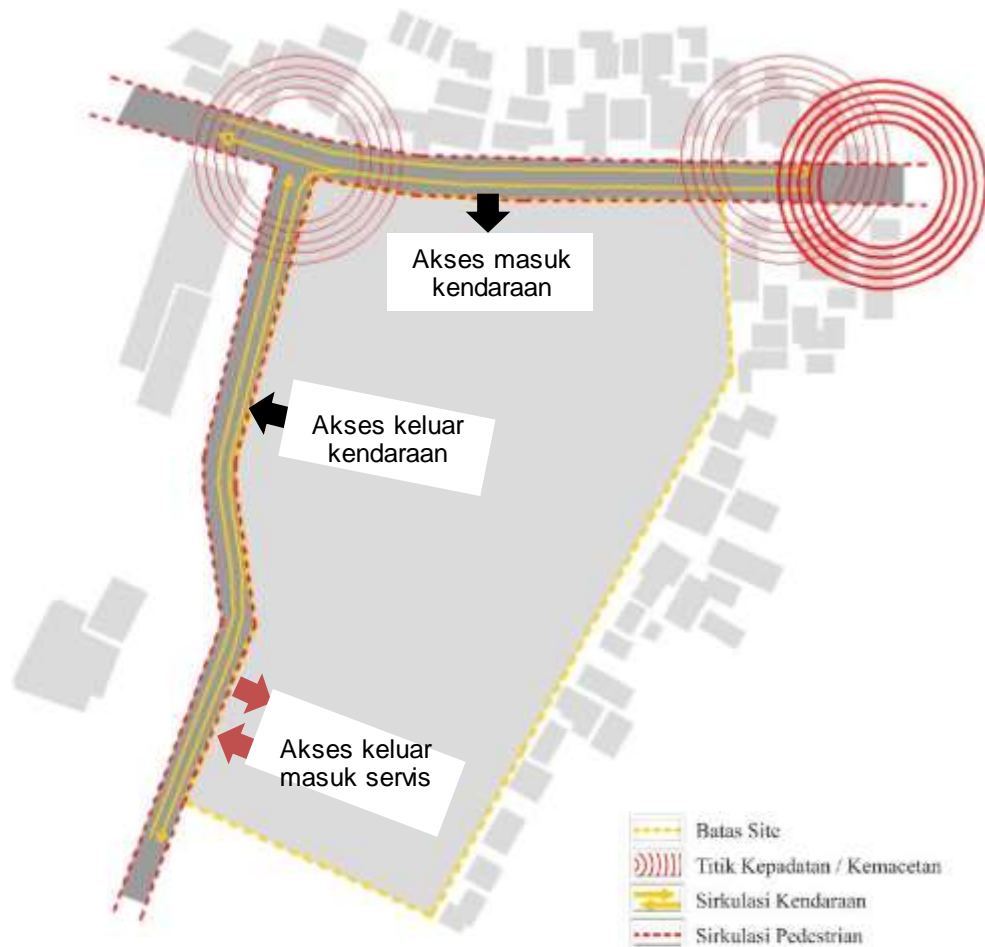 Akses masuk
kendaraan
Akses keluar
kendaraan
Akses keluar
masuk servis
Batas Site
Titik Kepadatan / Kemacetan
Sirkulasi Kendaraan
Sirkulasi Pedestrian